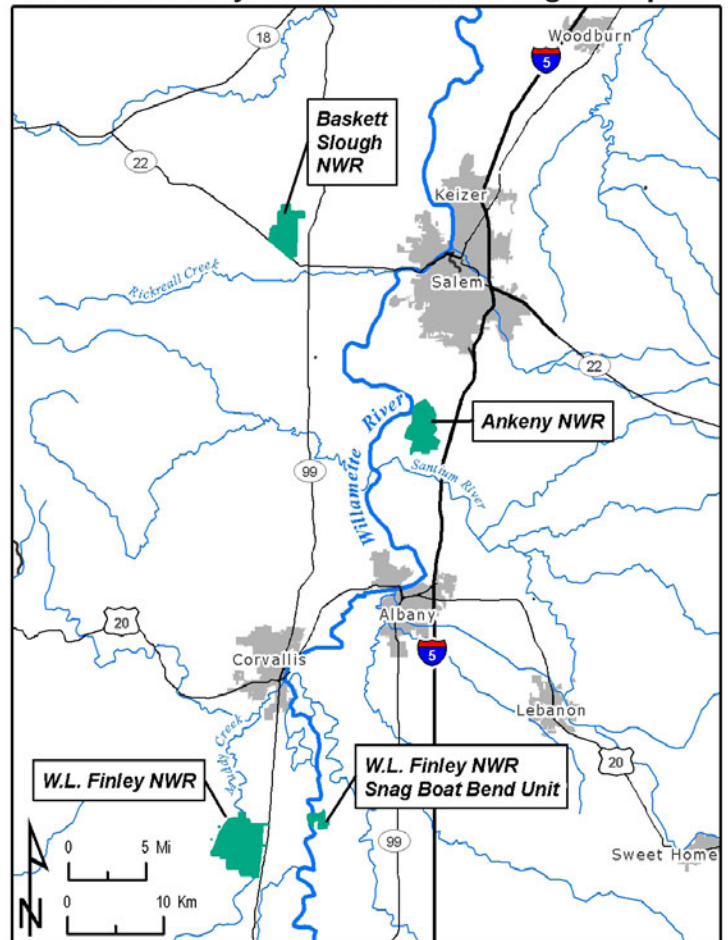 18
Woodburn
5
Baskett
Slough
NWR
22
Keizer
Rickreall Creek
Salem
22
Willamette River
Ankeny NWR
99
Santium River
20
Albany
Corvallis
5
Lebanon
Muddy Creek
W.L. Finley NWR
W.L. Finley NWR
Snag Boat Bend Unit
20
99
Sweet Home
0 5 Mi
0 10 Km
N